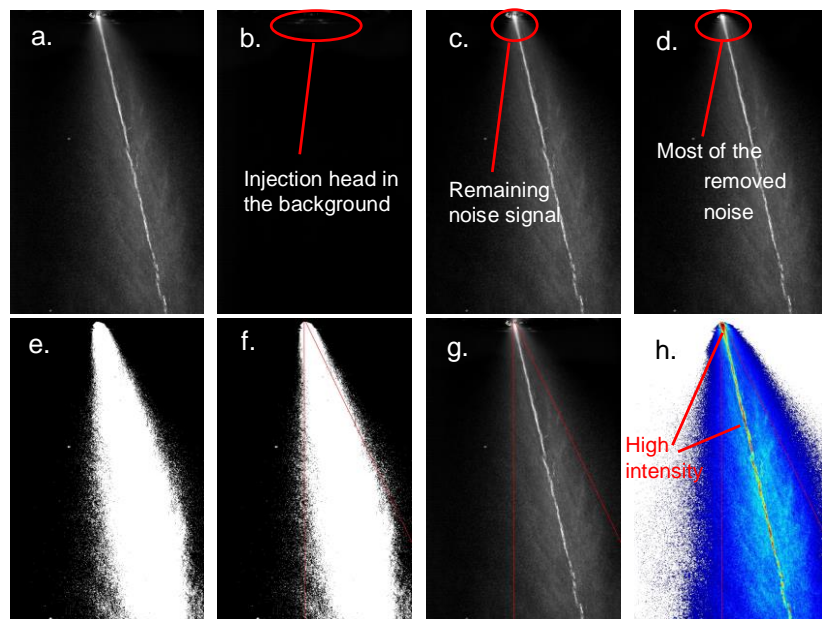 a.
b.
c.
d.
Injection head in
the background
Remaining
noise signal
Most of the
removed
noise
e.
f.
g.
h.
High
intensity